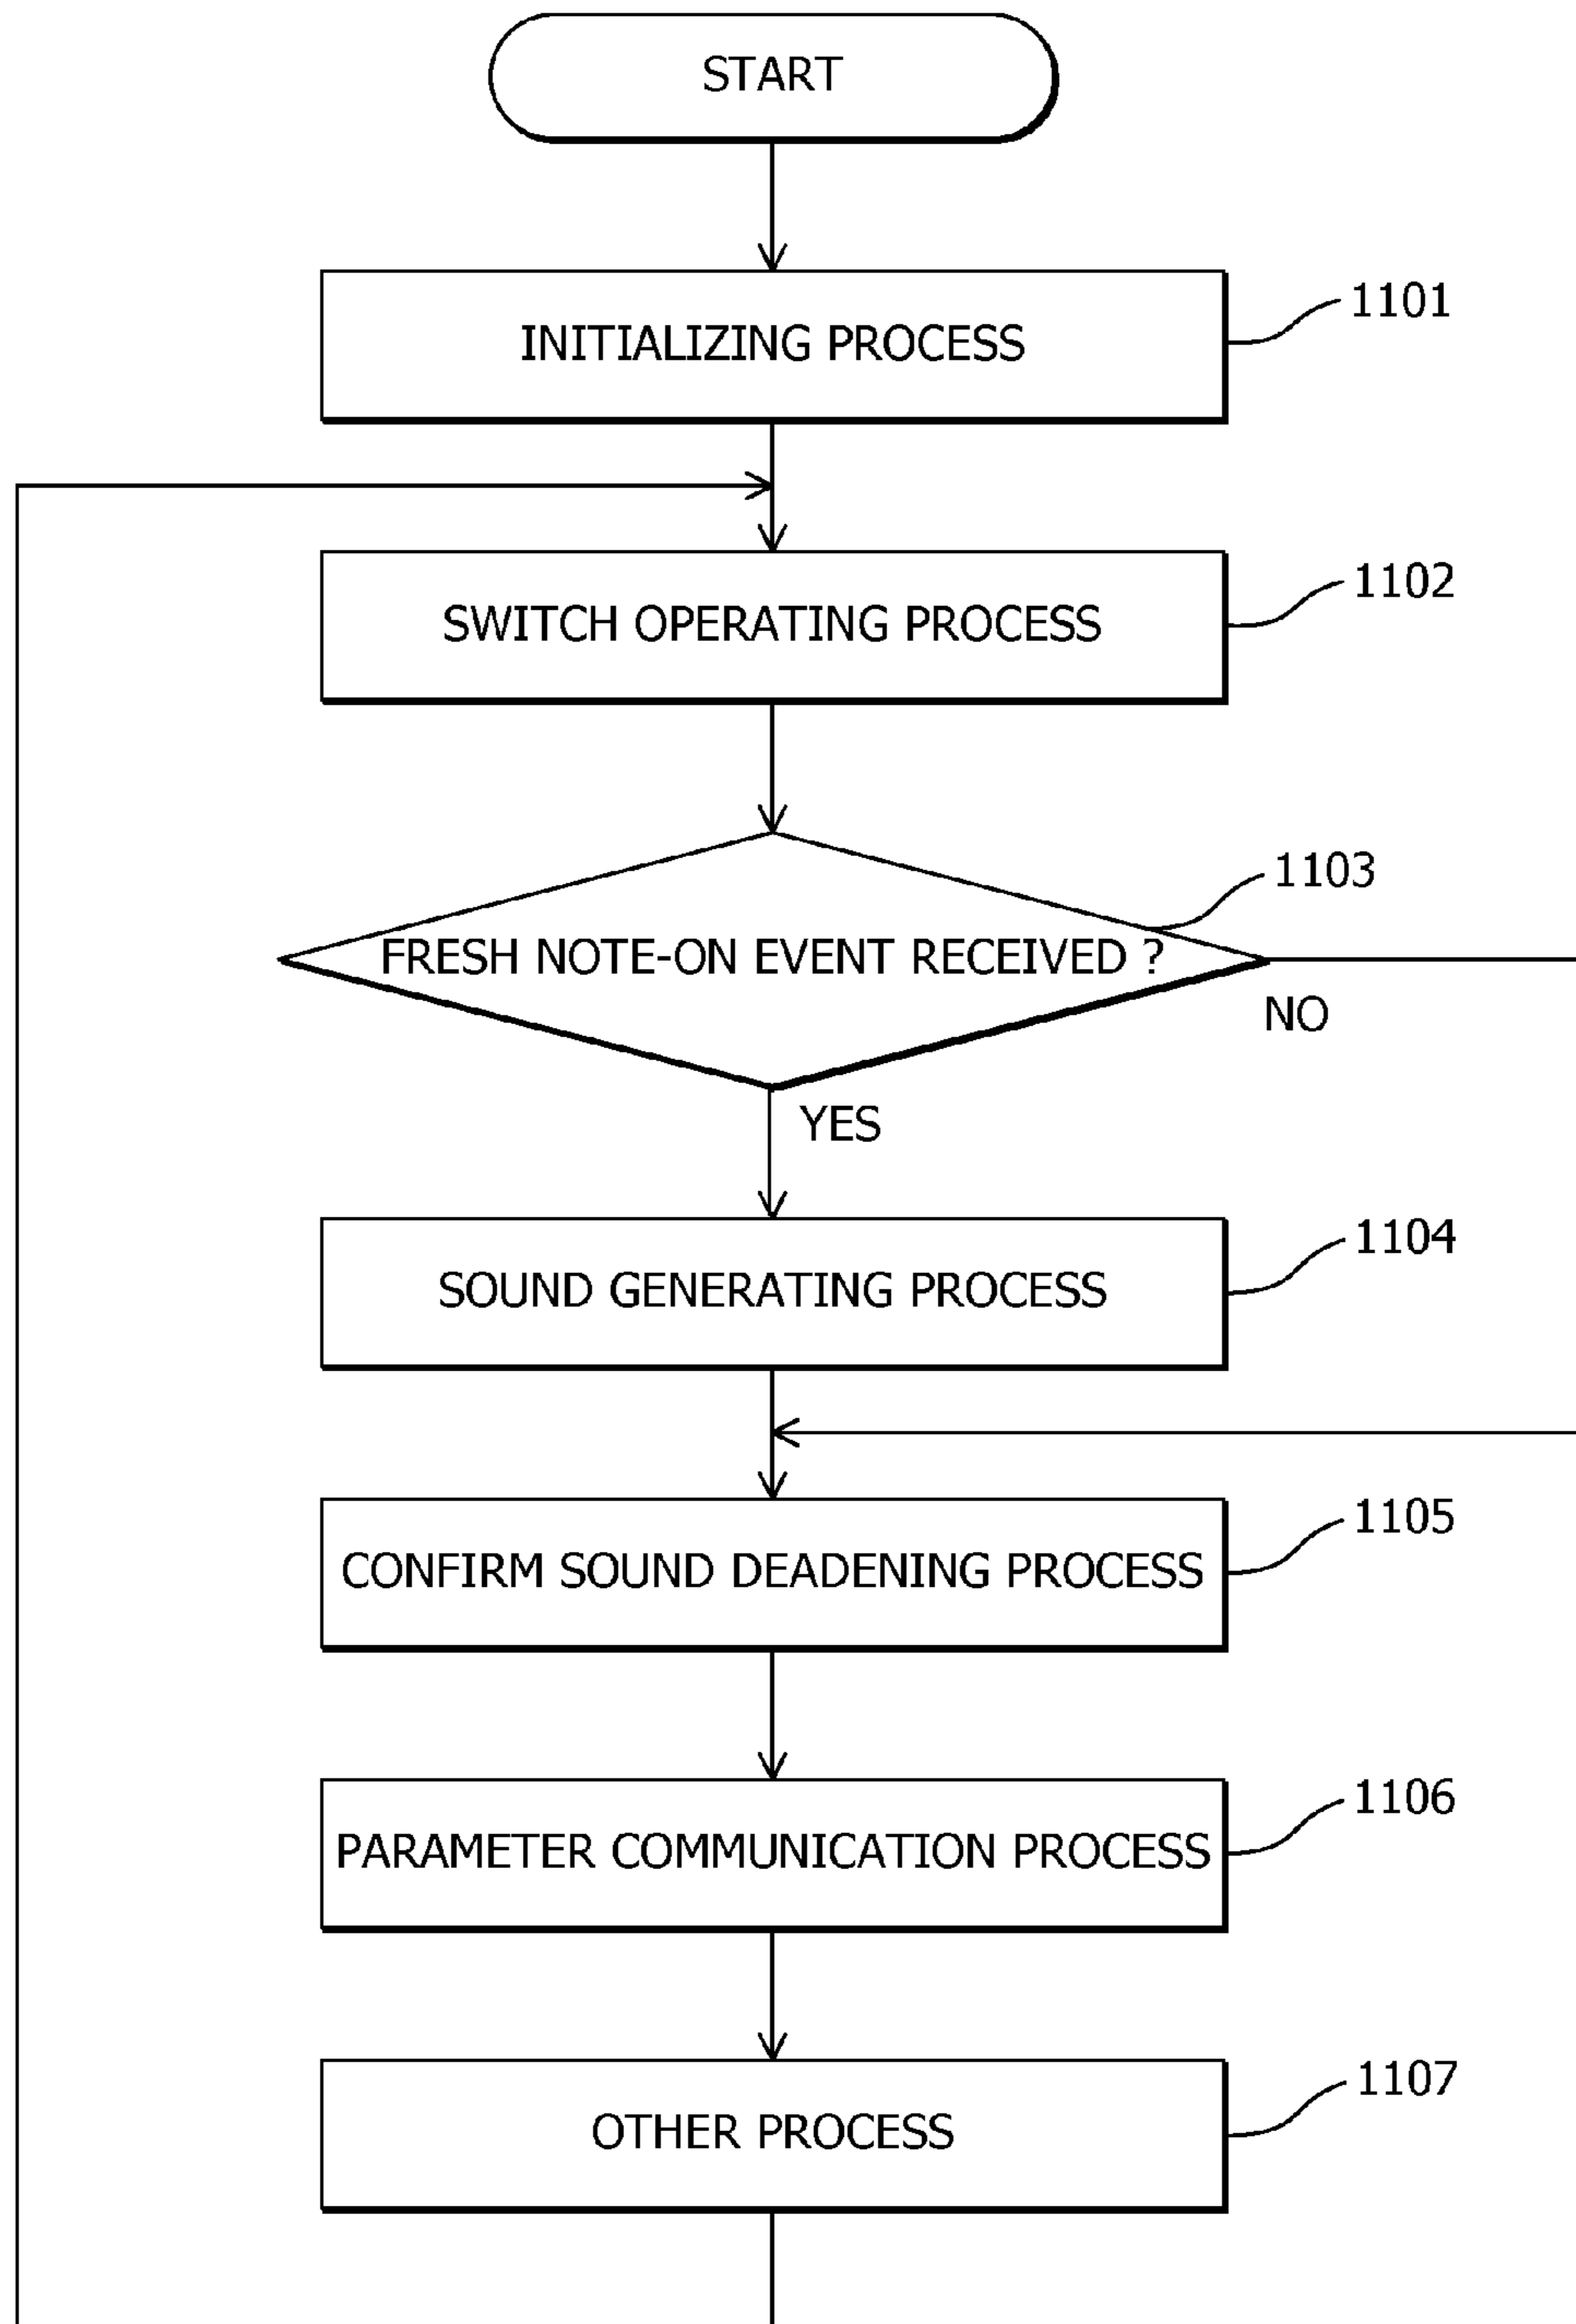 START
INITIALIZING PROCESS
1101
SWITCH OPERATING PROCESS
1102
1103
FRESH NOTE-ON EVENT RECEIVED ?
NO
YES
SOUND GENERATING PROCESS
1104
CONFIRM SOUND DEADENING PROCESS
1105
PARAMETER COMMUNICATION PROCESS
1106
OTHER PROCESS
1107